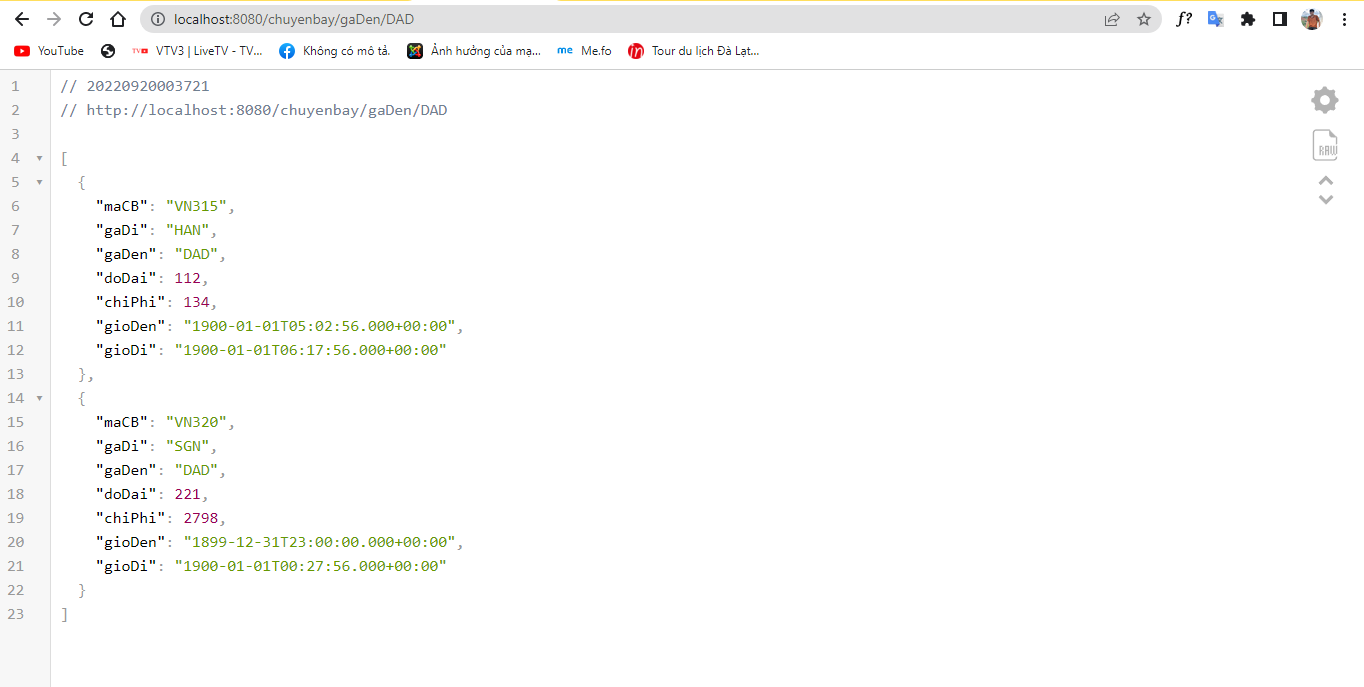 localhost:8080/chuyenbay/gaDen/DAD
f?
YouTube
VTV3 | LiveTV - TV...
Không có mô tả.
Ảnh hưởng của mạ...
me Me.fo
Tour du lịch Đà Lạt...
1 // 20220920003721
2 // http://localhost:8080/chuyenbay/gaDen/DAD
3
4 [
5 {
6 "maCB": "VN315",
7 "gaDi": "HAN",
8 "gaDen": "DAD",
9 "doDai": 112,
10 "chiPhi": 134,
11 "gioDen": "1900-01-01T05:02:56.000+00:00",
12 "gioDi": "1900-01-01T06:17:56.000+00:00"
13 },
14 {
15 "maCB": "VN320",
16 "gaDi": "SGN",
17 "gaDen": "DAD",
18 "doDai": 221,
19 "chiPhi": 2798,
20 "gioDen": "1899-12-31T23:00:00.000+00:00",
21 "gioDi": "1900-01-01T00:27:56.000+00:00"
22 }
23 ]
RAW